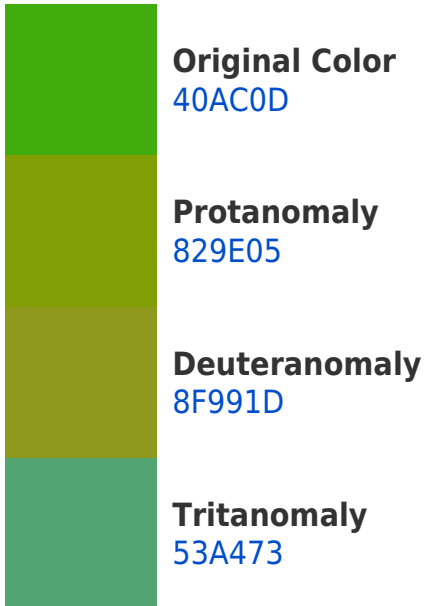 Original Color
40AC0D
Protanomaly
829E05
Deuteranomaly
8F991D
Tritanomaly
53A473